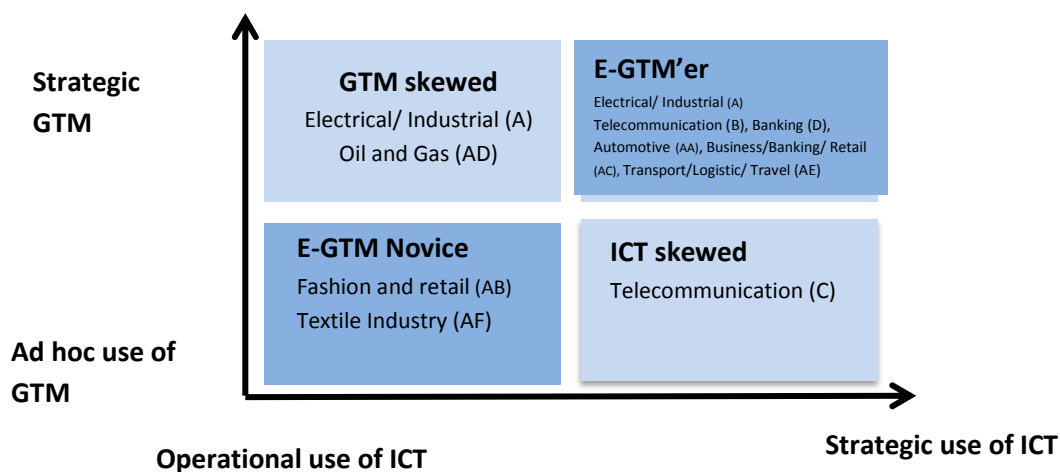 Strategic
GTM
GTM skewed
Electrical/ Industrial (A)
Oil and Gas (AD)
E-GTM’er
Electrical/ Industrial (A)
Telecommunication (B), Banking (D),
Automotive (AA), Business/Banking/ Retail
(AC), Transport/Logistic/ Travel (AE)
E-GTM Novice
Fashion and retail (AB)
Textile Industry (AF)
ICT skewed
Telecommunication (C)
Ad hoc use of
GTM
Operational use of ICT
Strategic use of ICT